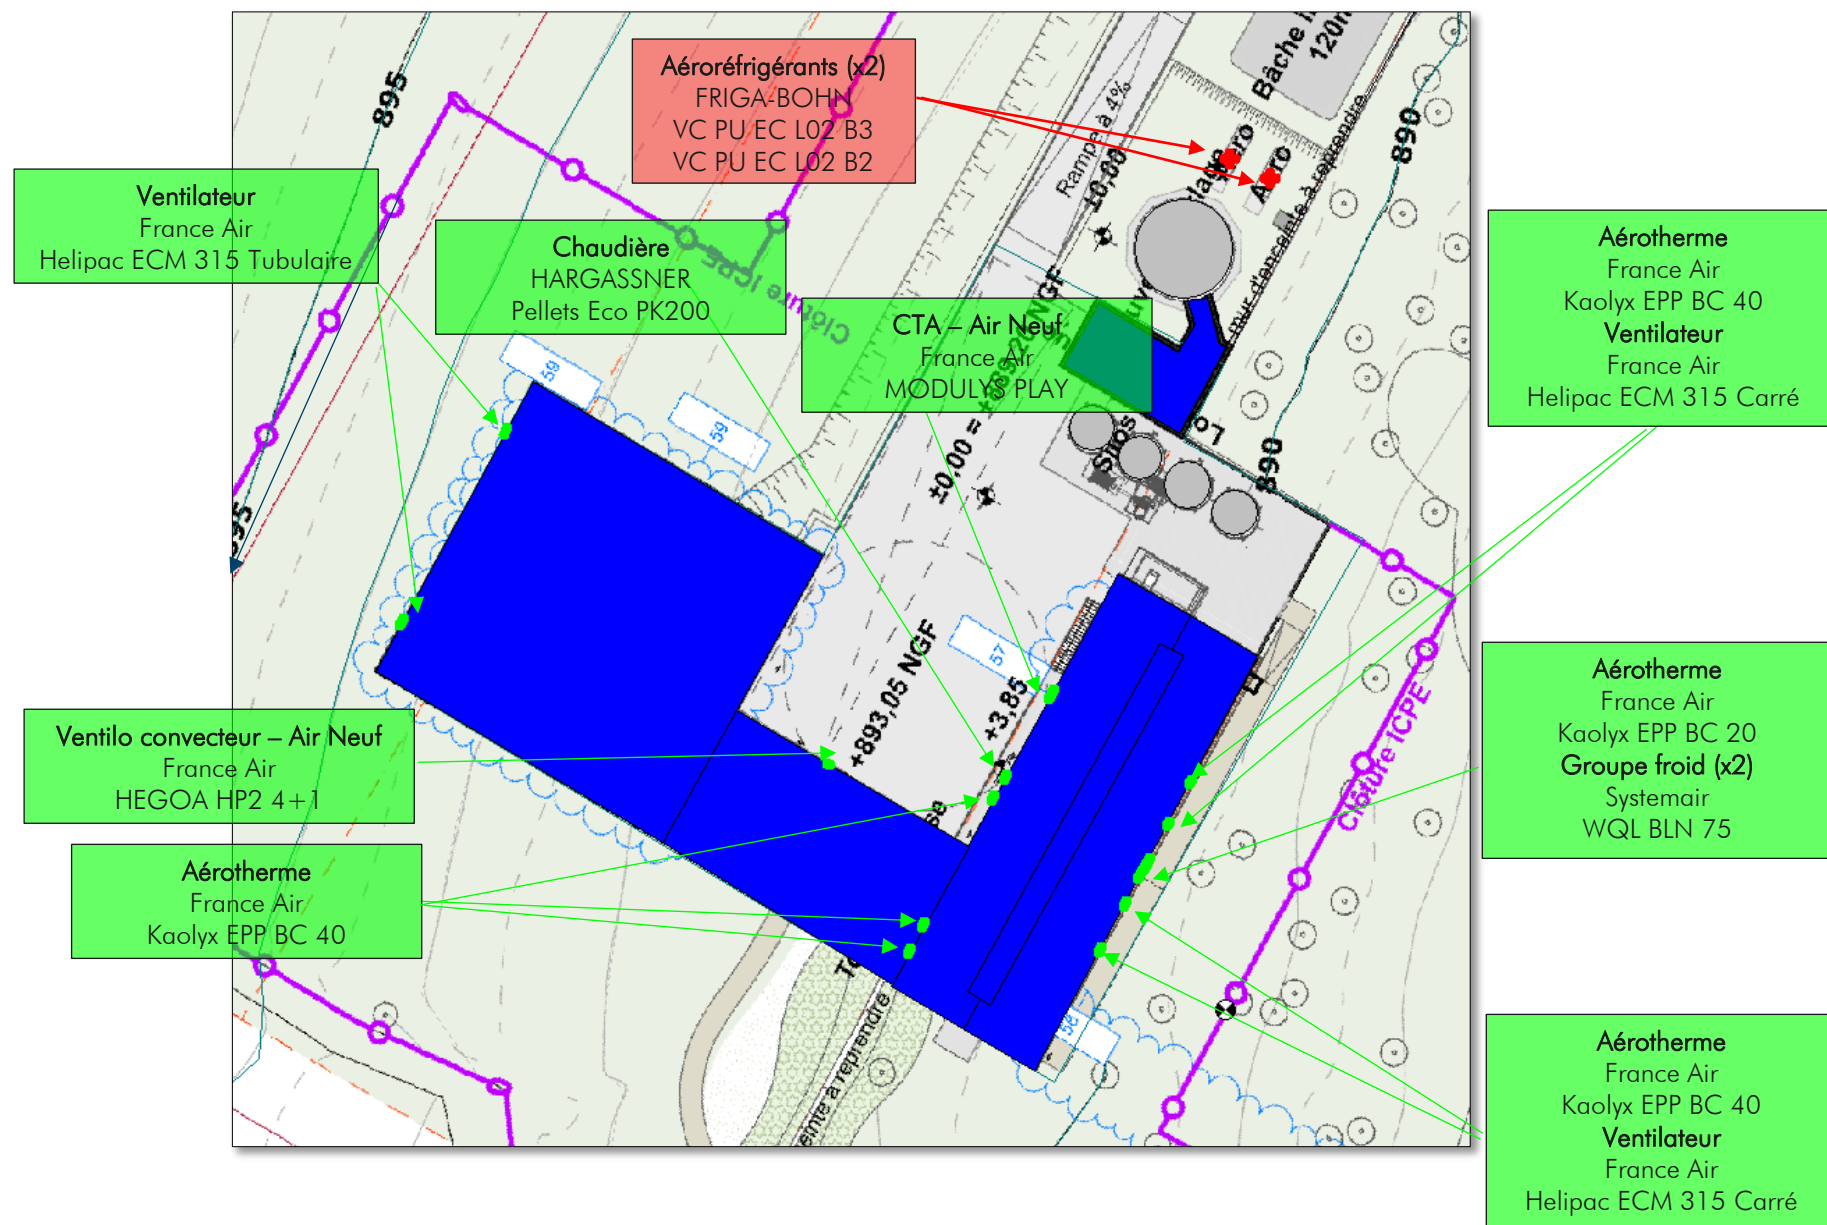 Aéroréfrigérants (x2)
FRIGA-BOHN
VC PU EC L02 B3
VC PU EC L02 B2
Ventilateur
France Air
Helipac ECM 315 Tubulaire
Chaudière
HARGASSNER
Pellets Eco PK200
CTA – Air Neuf
France Air
MODULYS PLAY
Aérotherme
France Air
Kaolyx EPP BC 40
Ventilateur
France Air
Helipac ECM 315 Carré
Aérotherme
France Air
Kaolyx EPP BC 20
Groupe froid (x2)
Systemair
WQL BLN 75
Ventilo convecteur – Air Neuf
France Air
HEGOA HP2 4+1
Aérotherme
France Air
Kaolyx EPP BC 40
Aérotherme
France Air
Kaolyx EPP BC 40
Ventilateur
France Air
Helipac ECM 315 Carré
895
Rampe à 4%
±0,00
Bâche
120m
890
Aero
mur d'enceinte à reprendre
Clôture ICPE
59
59
Silos
890
57
+893,05 NGF
+3,85
Clôture ICPE
58